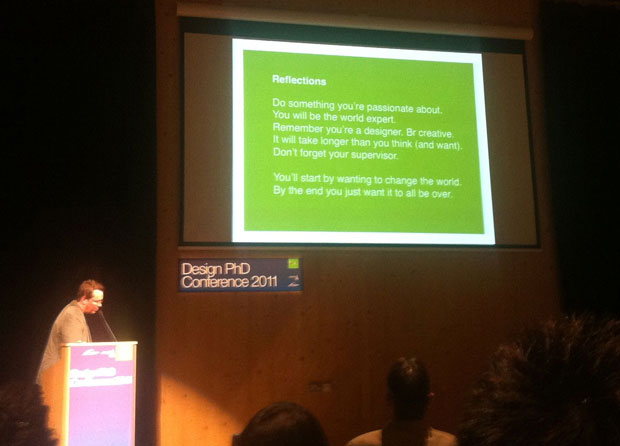 Reflections
Do something you're passionate about.
You will be the world expert.
Remember you're a designer. Br creative.
It will take longer than you think (and want).
Don't forget your supervisor.
You'll start by wanting to change the world.
By the end you just want it to all be over.
Design PhD
Conference 2011